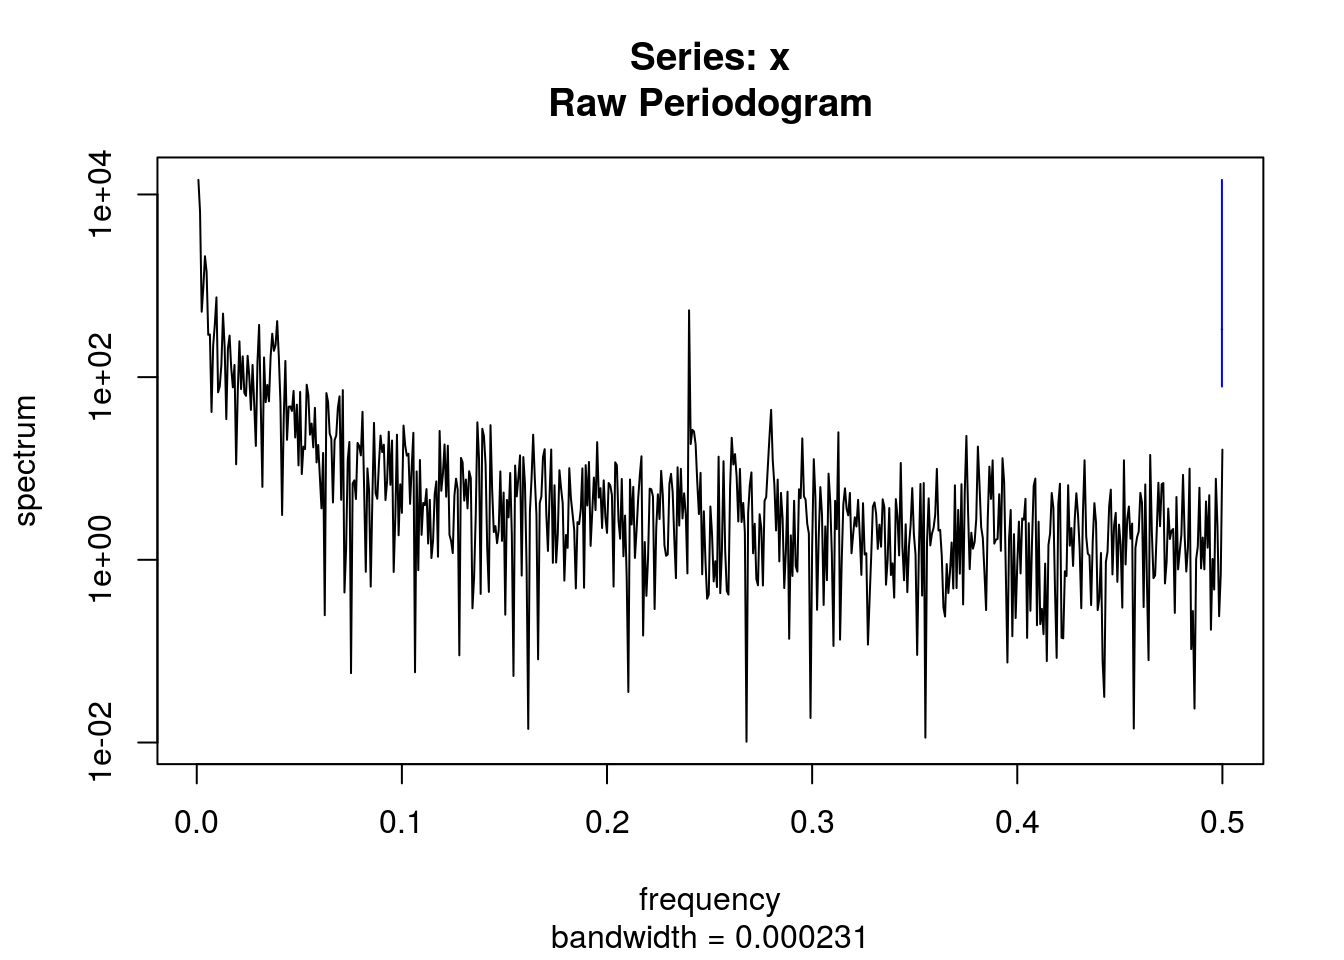 Series: x
Raw Periodogram
spectrum
1e+04
1e+02
1e+00
1e-02
0.0 0.1 0.2 0.3 0.4 0.5
frequency
bandwidth = 0.000231